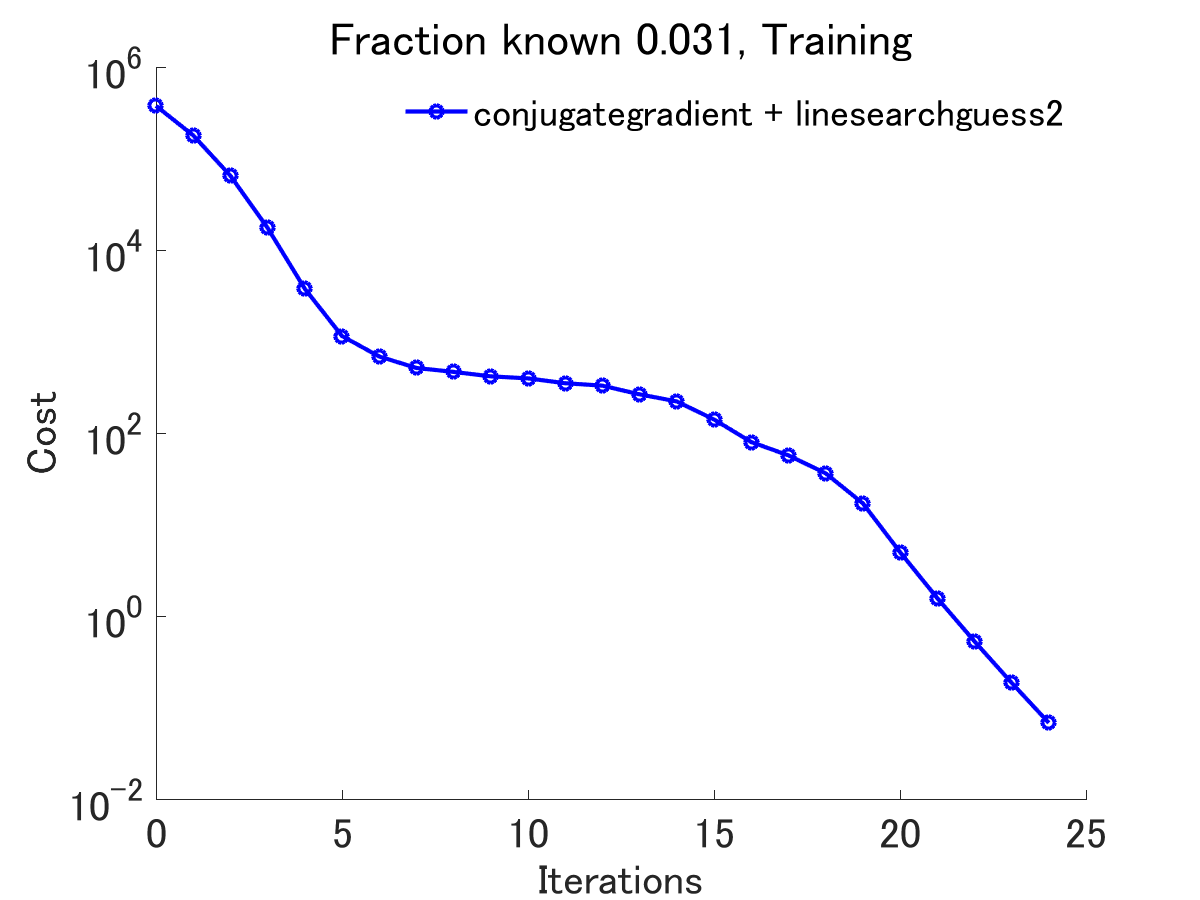 Fraction known 0.031, Training
conjugategradient + linesearchguess2
10^6
10^4
10^2
10^0
10^-2
Cost
0 5 10 15 20 25
Iterations